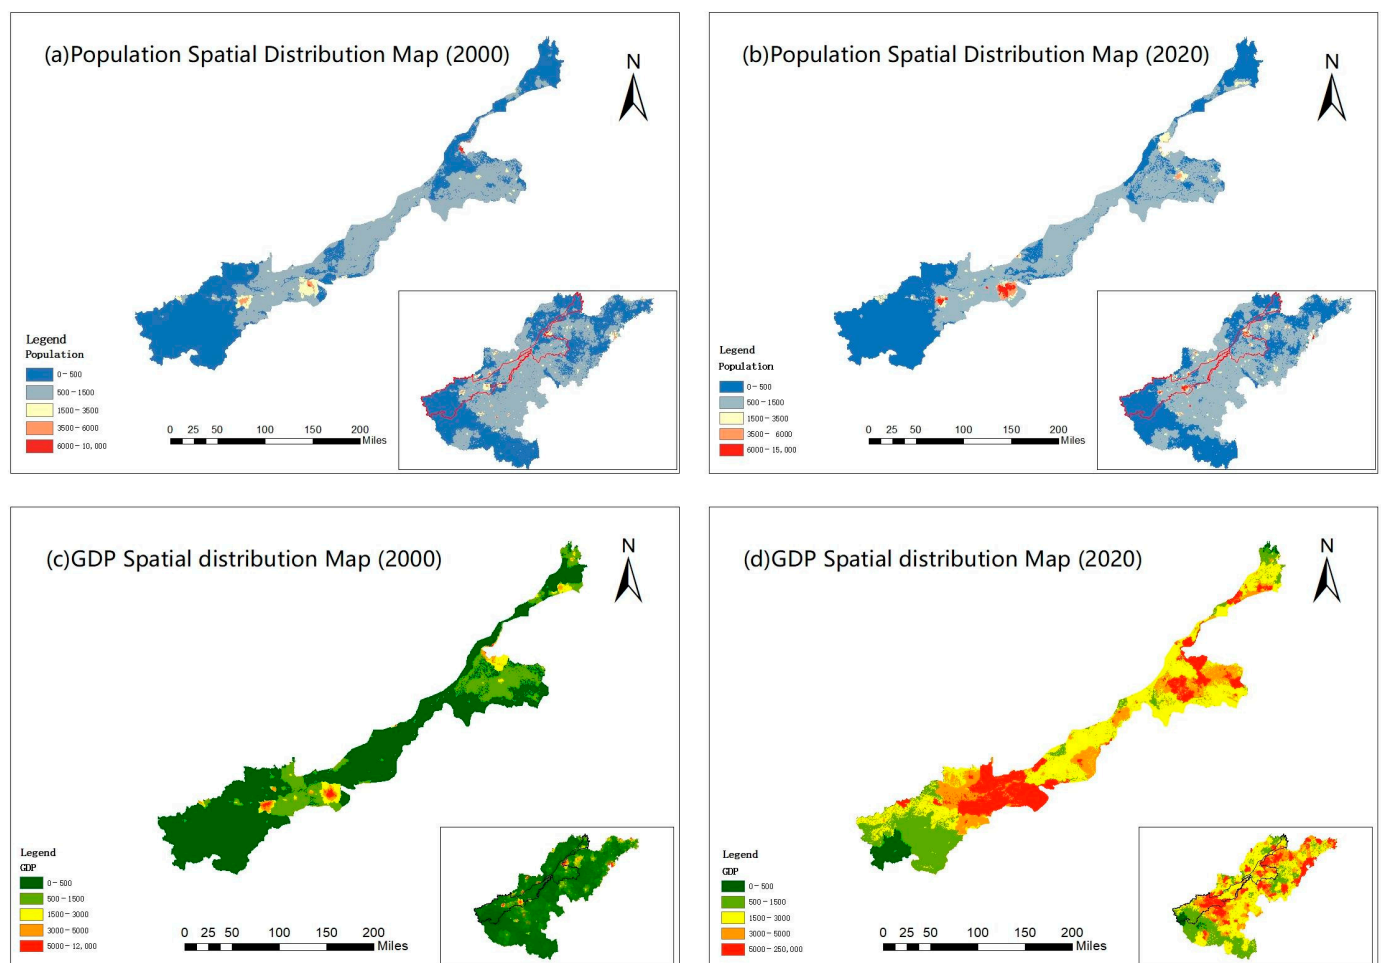 (a)Population Spatial Distribution Map (2000)
N
Legend
Population
0-500
500-1500
1500-3500
3500-6000
6000-10,000
0 25 50 100 150 200
Miles
(b)Population Spatial Distribution Map (2020)
N
Legend
Population
0-500
500-1500
1500-3500
3500- 6000
6000-15,000
0 25 50 100 150 200
Miles
(c)GDP Spatial distribution Map (2000)
N
Legend
GDP
0-500
500-1500
1500-3000
3000-5000
5000-12,000
0 25 50 100 150 200
Miles
(d)GDP Spatial distribution Map (2020)
N
Legend
GDP
0-500
500-1500
1500-3000
3000-5000
5000-250,000
0 25 50 100 150 200
Miles